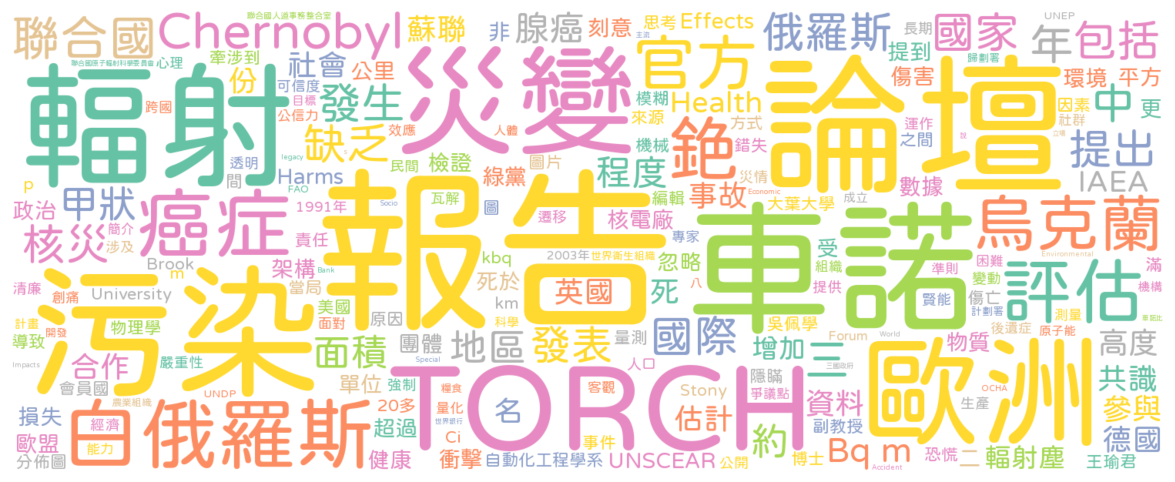 聯合國
Chernobyl
蘇聯
非
腺癌
刻意
思考
Effects
俄羅斯
長期
國家
UNEP
年
包括
聯合國人道事務整合室
聯合國原子輻射科學委員會
心理
牽涉到
份
社會
公里
官方
提到
傷害
歸劃署
環境
平方
輻射
跨國
可信度
目標
公信力
發生
災變
模糊
來源
Health
方式
論壇
運作
之間
因素
社群
中
更
透明
間
legacy
缺乏
效應
人體
民間
檢證
圖片
機械
程度
銫
錯失
災情
提出
IAEA
p
政治
甲狀
Harms
FAO
1991年
癌症
報告
瓦解
圖
綠黨
編輯
事故
Economic
大葉大學
成立
數據
烏克蘭
核災
簡介
涉及
責任
Socio
遷移
核電廠
專家
車諾
受
組織
準則
困難
Environmental
變動
滿
機構
Brook
m
架構
Bank
kbq
2003年
世界衛生組織
忽略
八
提供
清廉
創痛
University
當局
美國
面對
死於
km
英國
死
賢能
傷亡
計劃署
評估
測量
計畫
開發
導致
污染
物理學
原因
科學
發表
量測
吳佩學
Forum
World
後遺症
原子能
物質
高度
Impacts
合作
嚴重性
面積
團體
地區
Special
國際
人口
增加
三
三國政府
歐洲
共識
會員國
農業組織
UNDP
單位
強制
糧食
TORCH
客觀
Stony
隱瞞
爭議點
OCHA
生產
參與
損失
經濟
白俄羅斯
20多
量化
世界銀行
名
估計
約
資料
副教授
德國
歐盟
能力
超過
Ci
事件
分佈圖
健康
衝擊
自動化工程學系
UNSCEAR
公開
博士
Accident
Bq
m
恐慌
二
輻射塵
王瑜君